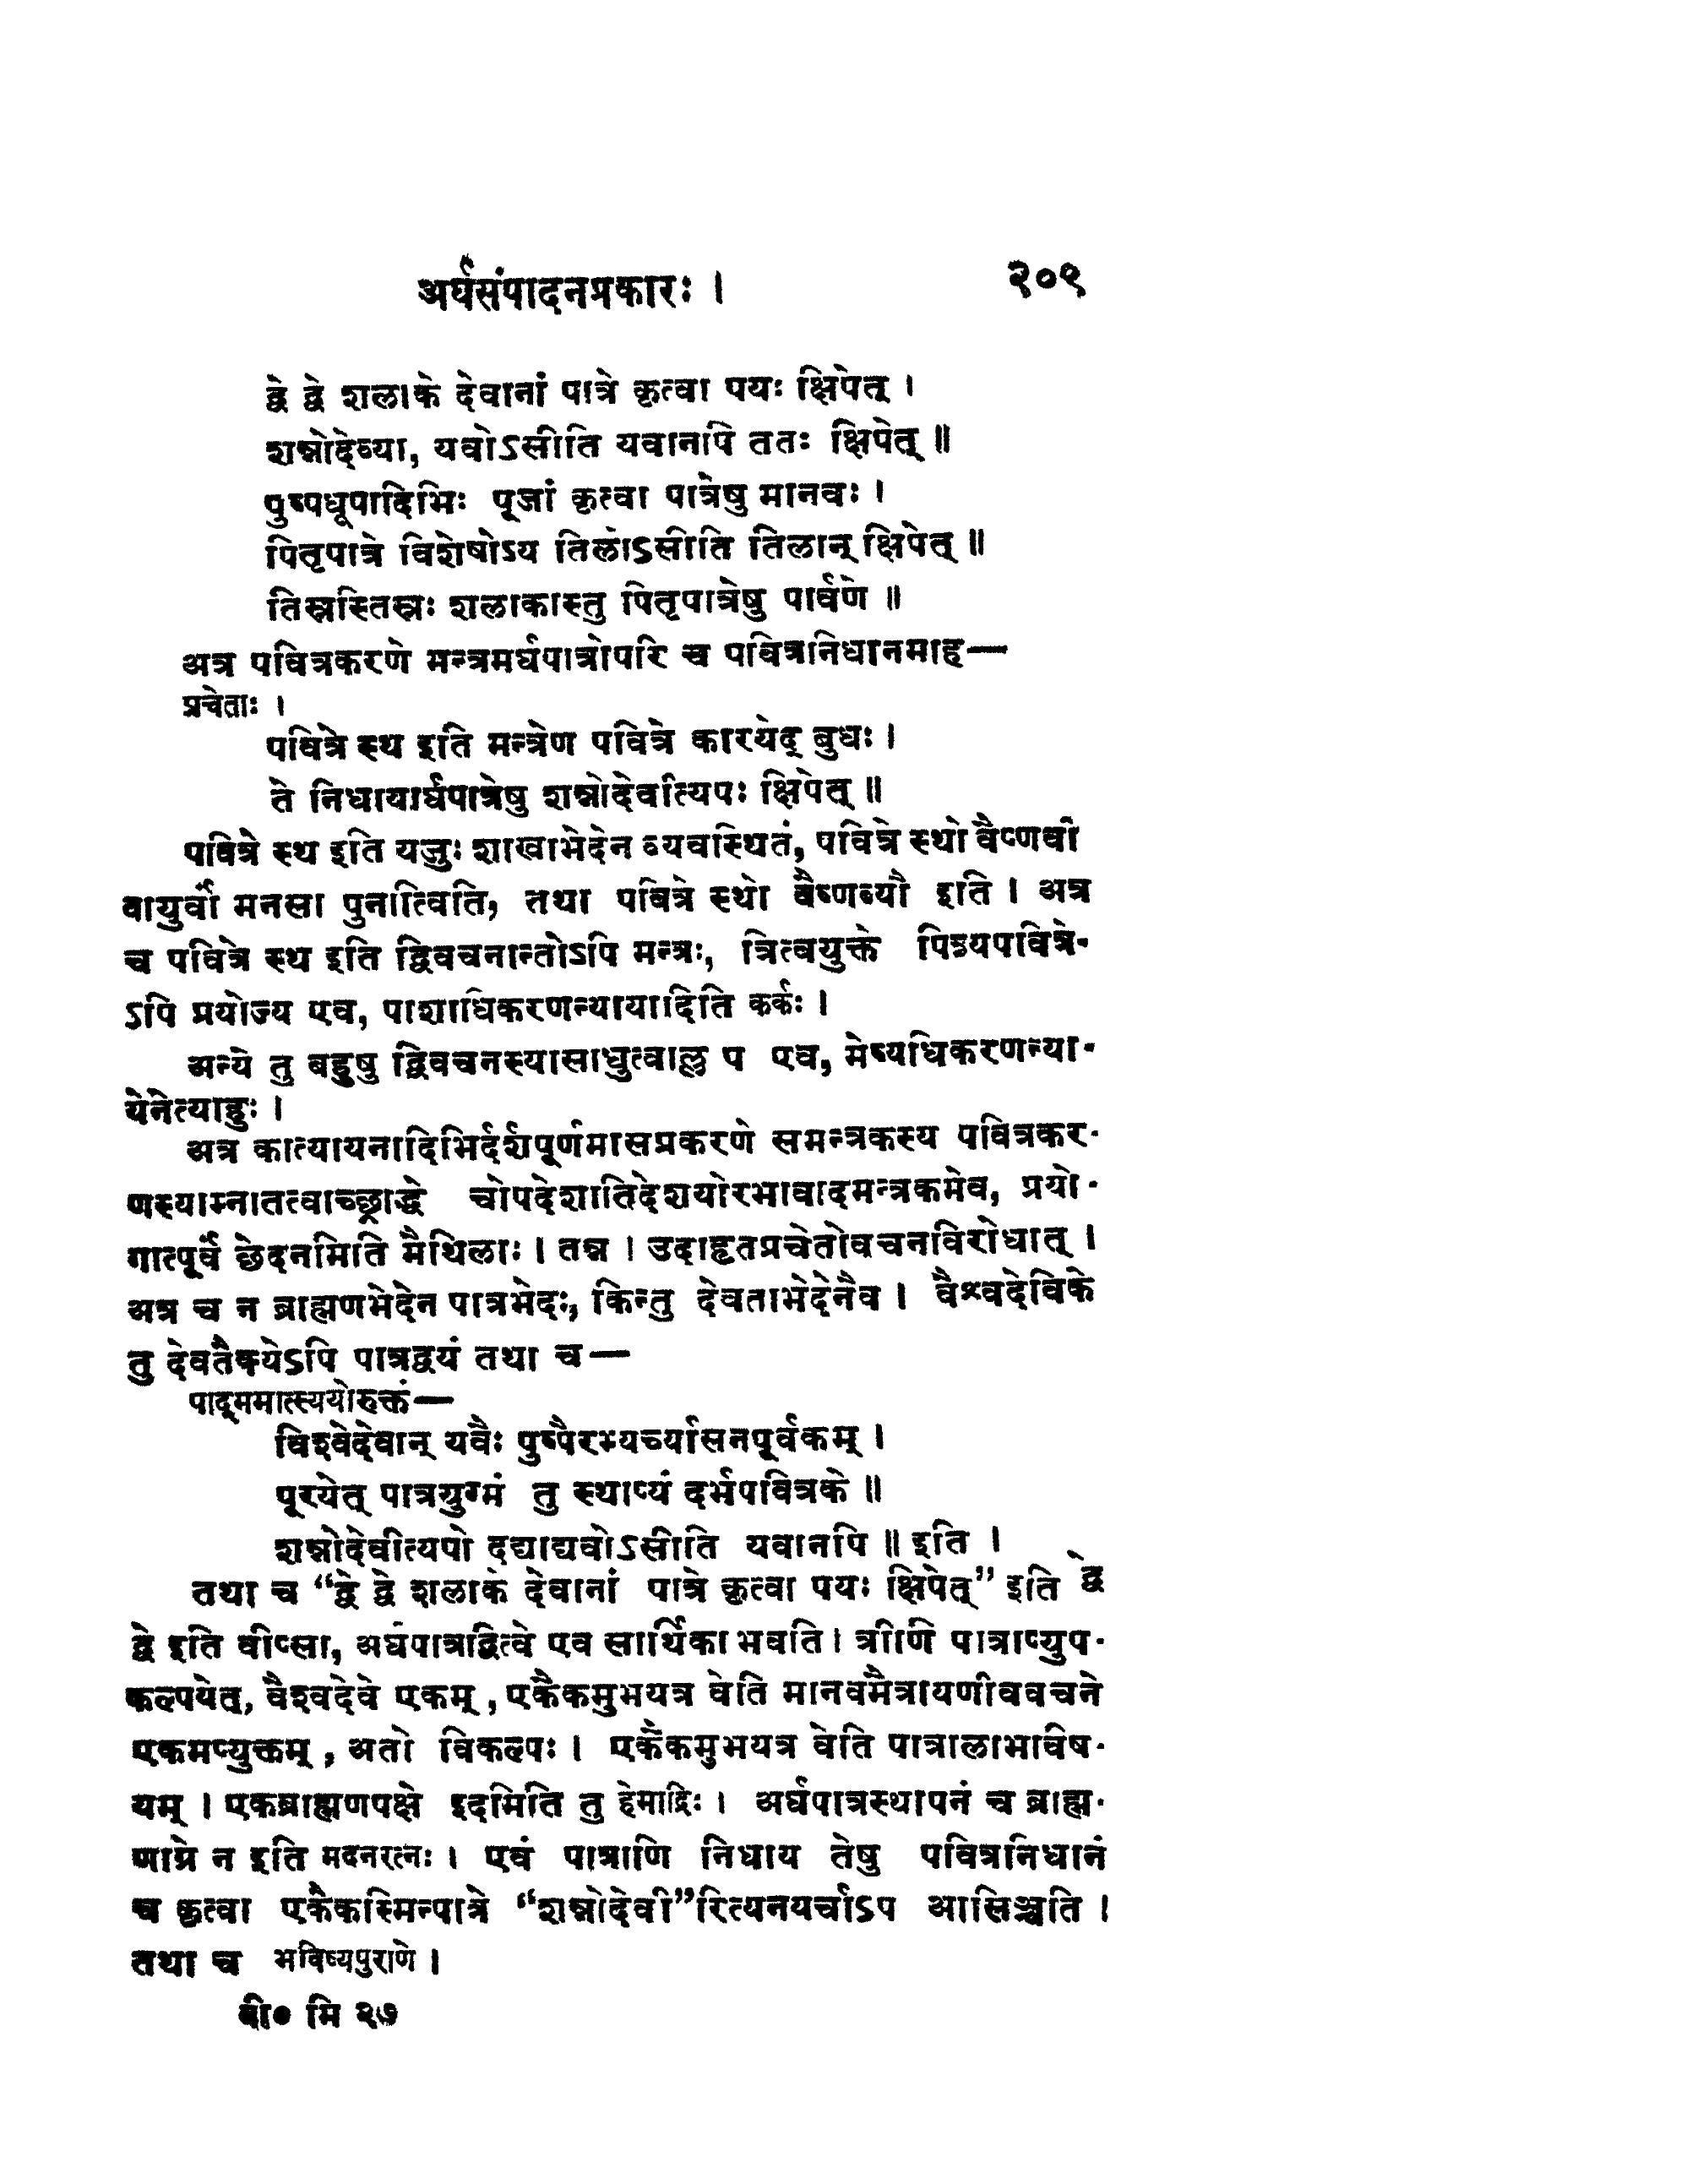 अर्घसंपादनप्रकारः । २०९
द्वे द्वे शलाके देवानां पात्रे कृत्वा पयः क्षिपेत् ।
शन्नोदेव्या, यवोऽसीति यवानपि ततः क्षिपेत् ॥
पुष्पधूपादिभिः पूजां कृत्वा पात्रेषु मानवः ।
पितृपात्रे विशेषोऽय तिलोऽसीति तिलान् क्षिपेत् ॥
तिस्रस्तिस्रः शलाकास्तु पितृपात्रेषु पार्वणे ॥
अत्र पवित्रकरणे मन्त्रमर्घपात्रोपरि च पवित्रनिधानमाह—
प्रचेताः ।
पवित्रे स्थ इति मन्त्रेण पवित्रे कारयेद् बुधः ।
ते निधायार्घपात्रेषु शन्नोदेवीत्यपः क्षिपेत् ॥
पवित्रे स्थ इति यजुः शाखाभेदेन व्यवस्थितं, पवित्रे स्थो वैष्णवी
वायुर्वो मनसा पुनात्विति, तथा पवित्रे स्थो वैष्णव्यौ इति । अत्र
च पवित्रे स्थ इति द्विवचनान्तोऽपि मन्त्रः, त्रित्वयुक्ते पित्र्यपवित्रे-
ऽपि प्रयोज्य एव, पाशाधिकरणन्यायादिति कर्कः ।
अन्ये तु बहुषु द्विवचनस्यासाधुत्वाल्लु प एव, मेष्यधिकरणन्या-
येनेत्याहुः ।
अत्र कात्यायनादिभिर्दर्शपूर्णमासप्रकरणे समन्त्रकस्य पवित्रकर-
णस्याम्नातत्वाच्छ्राद्धे चोपदेशातिदेशयोरभावादमन्त्रकमेव, प्रयो-
गात्पूर्वं छेदनमिति मैथिलाः । तन्न । उदाहृतप्रचेतोवचनविरोधात् ।
अत्र च न ब्राह्मणभेदेन पात्रभेदः, किन्तु देवताभेदेनैव । वैश्वदेविके
तु देवतैक्येऽपि पात्रद्वयं तथा च—
पाद्ममात्स्ययोरुक्तं—
विश्वेदेवान् यवैः पुष्पैरभ्यर्च्यासनपूर्वकम् ।
पूरयेत् पात्रयुग्मं तु स्थाप्यं दर्भपवित्रके ॥
शन्नोदेवीत्यपो दद्याद्यवोऽसीति यवानपि ॥ इति ।
तथा च “द्वे द्वे शलाके देवानां पात्रे कृत्वा पयः क्षिपेत्” इति द्वे
द्वे इति वीप्सा, अर्घपात्रद्वित्वे एव सार्थिका भवति । त्रीणि पात्राण्युप-
कल्पयेत्, वैश्वदेवे एकम्, एकैकमुभयत्र वेति मानवमैत्रायणीववचने
एकमप्युक्तम्, अतो विकल्पः । एकैकमुभयत्र वेति पात्रालाभविष-
यम् । एकब्राह्मणपक्षे इदमिति तु हेमाद्रिः । अर्घपात्रस्थापनं च ब्राह्म-
णाग्रे न इति मदनरत्नः । एवं पात्राणि निधाय तेषु पवित्रनिधानं
च कृत्वा एकैकस्मिन्पात्रे “शन्नोदेवी”रित्यनयर्चाऽप आसिञ्चति ।
तथा च भविष्यपुराणे ।
वी० मि २७